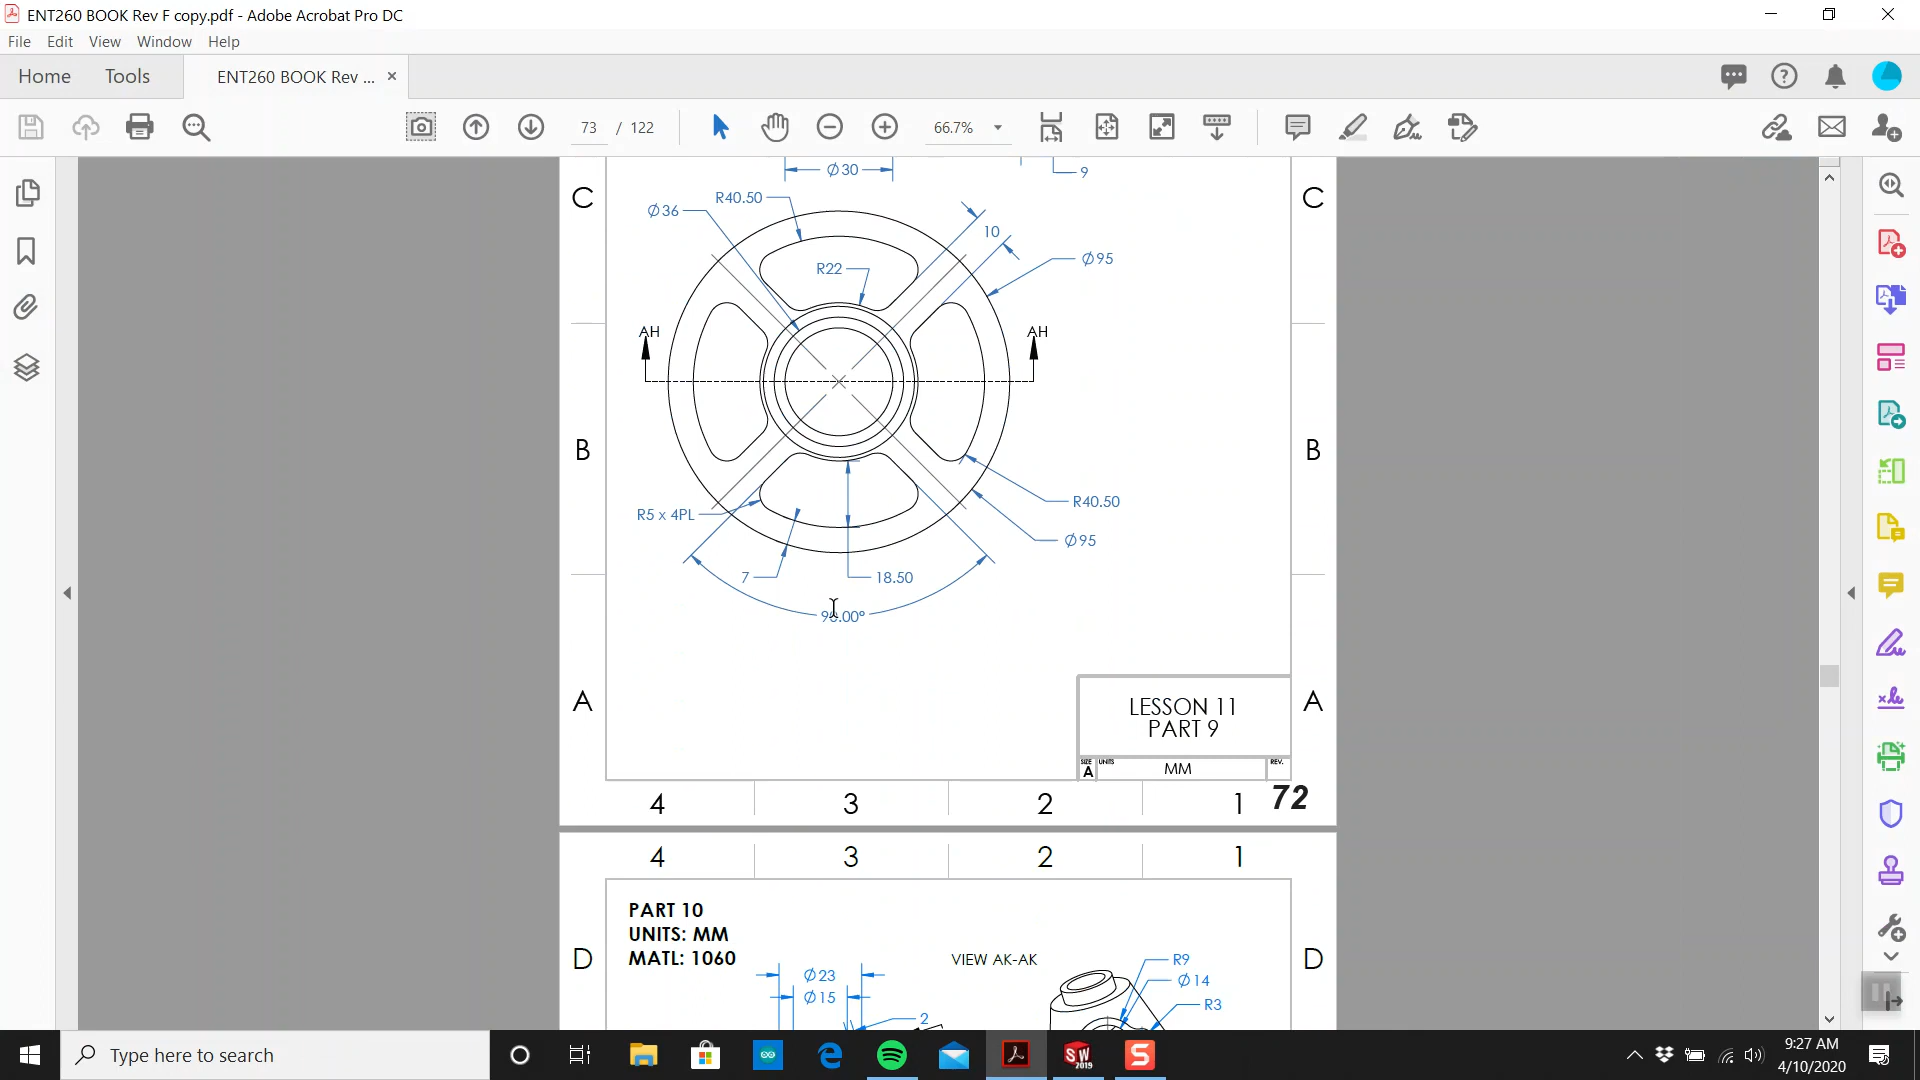 ENT260 BOOK Rev F copy.pdf - Adobe Acrobat Pro DC
File Edit View Window Help
Home Tools ENT260 BOOK Rev ... ×
73 / 122 66.7%
C C
Ø30 9
R40.50
Ø36
10
Ø95
R22
AH AH
B B
R40.50
R5 x 4PL
Ø95
7 18.50
90.00°
A A
LESSON 11
PART 9
SIZE UNITS REV.
A MM
4 3 2 1 72
4 3 2 1
PART 10
UNITS: MM
MATL: 1060
D D
VIEW AK-AK
R9
Ø14
R3
Ø23
Ø15
2
Type here to search
SW
2019
S
9:27 AM
4/10/2020